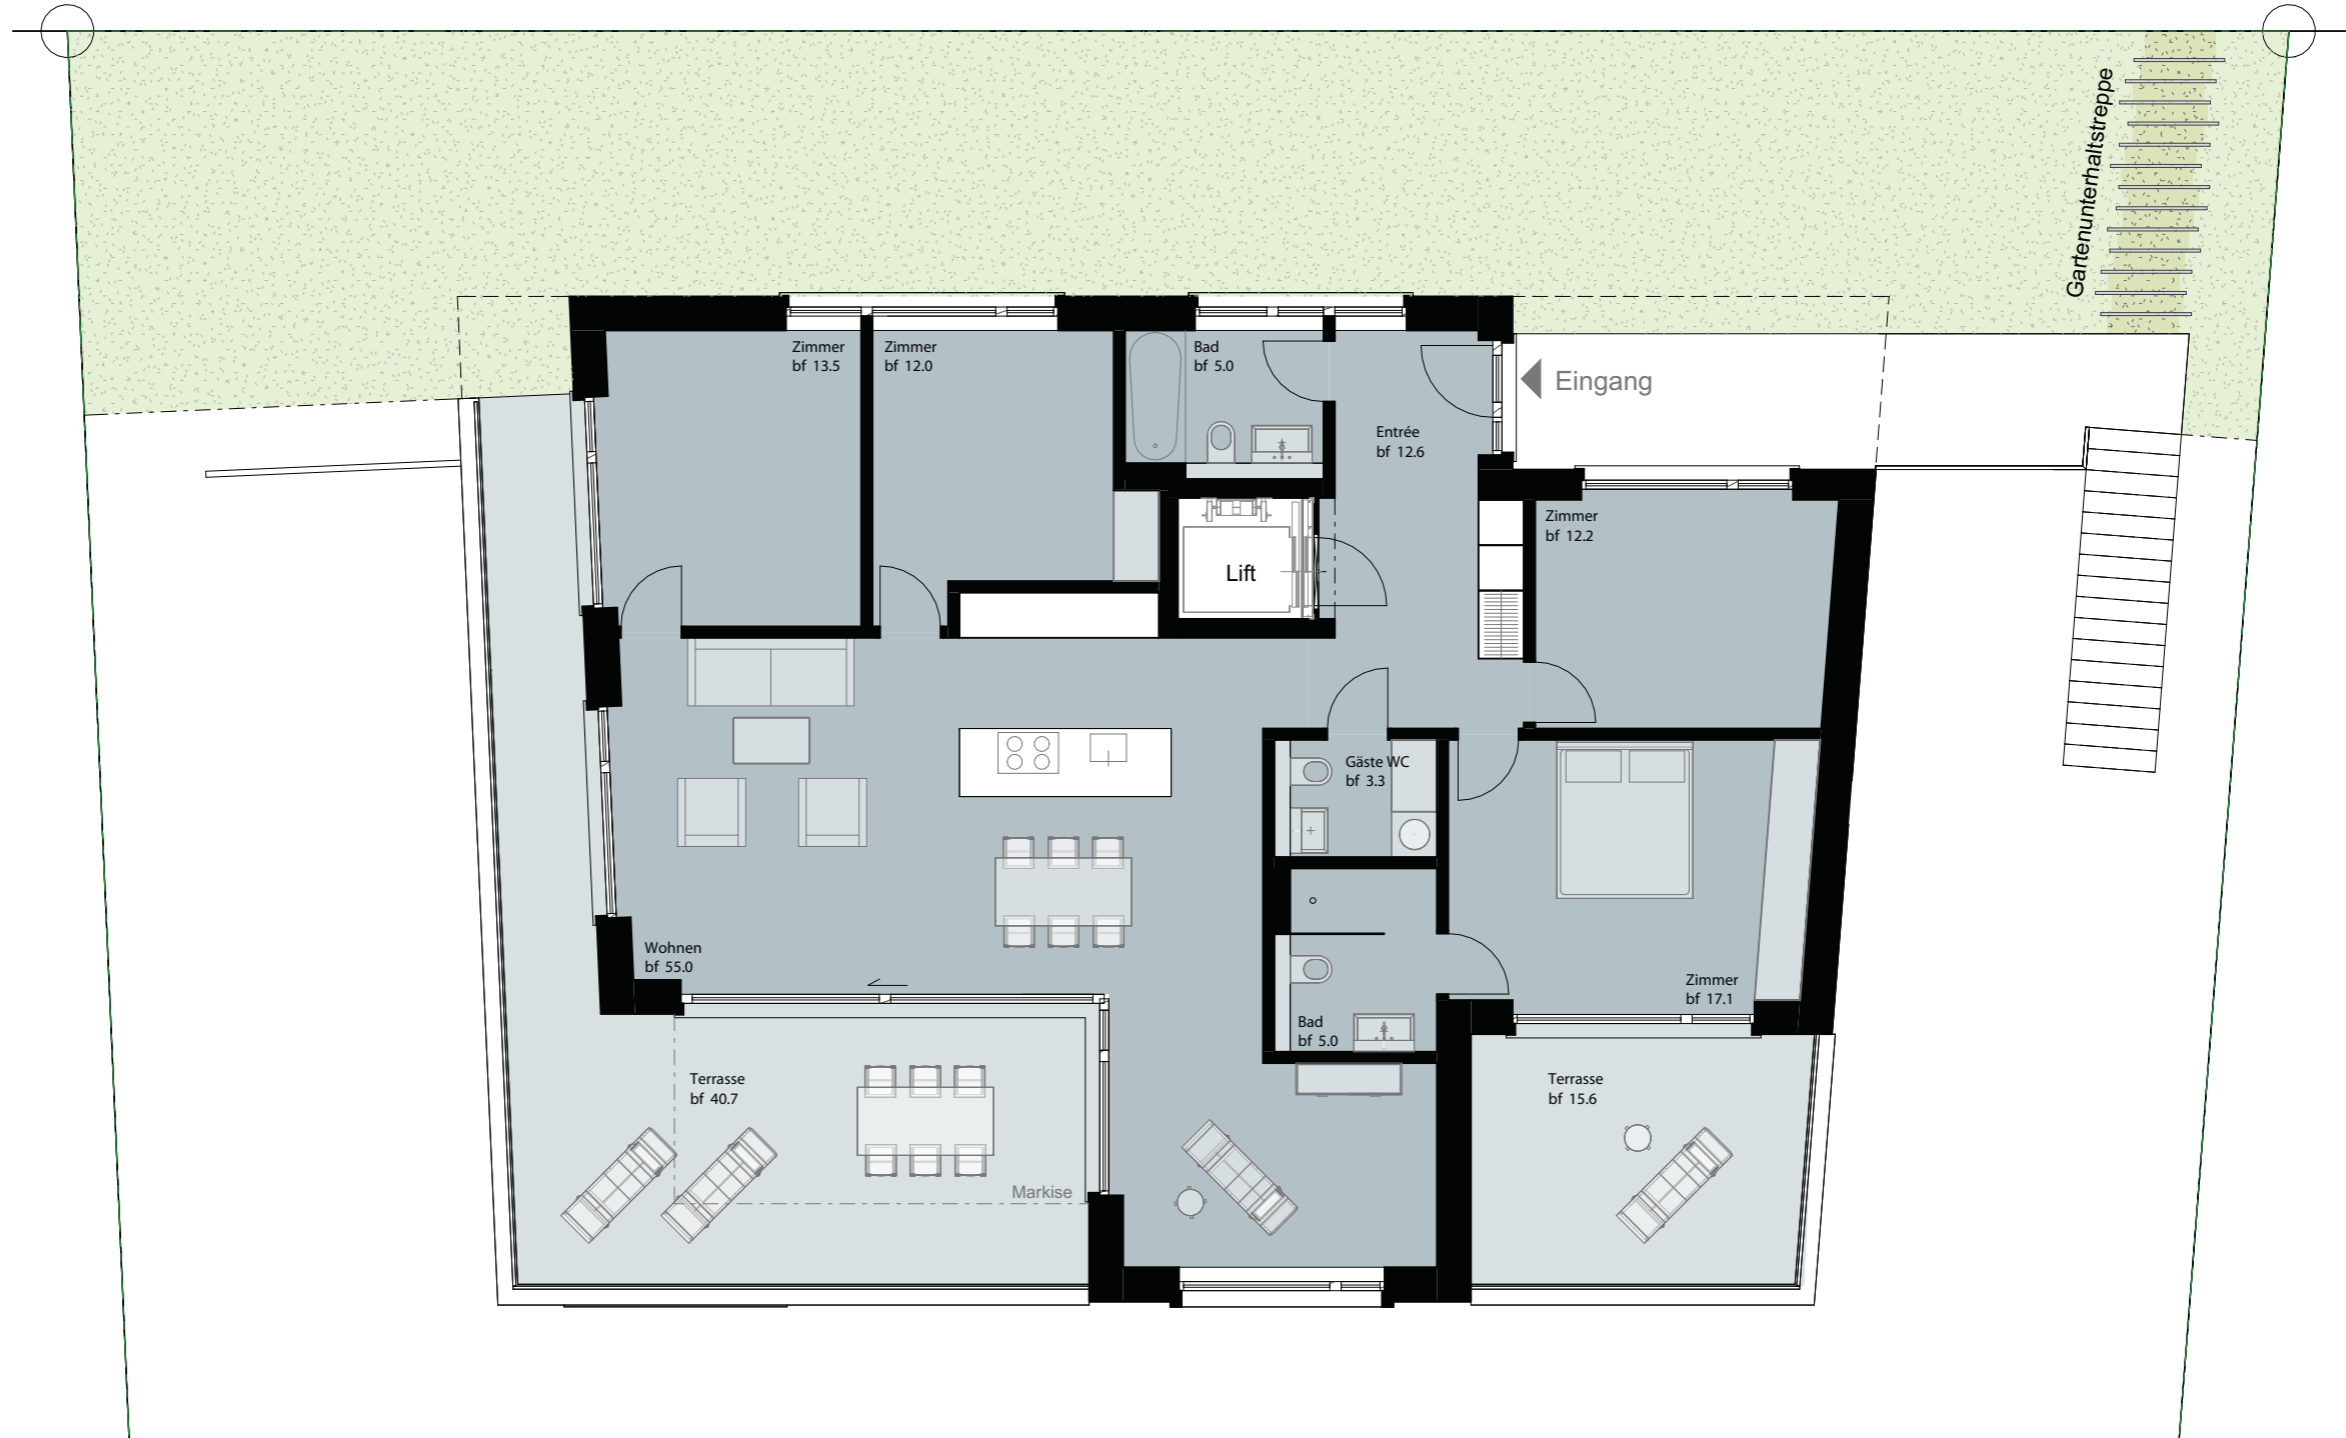 Gartenunterhaltstreppe
Zimmer
bf 13.5
Zimmer
bf 12.0
Bad
bf 5.0
Eingang
Entrée
bf 12.6
Zimmer
bf 12.2
Lift
Gäste WC
bf 3.3
Wohnen
bf 55.0
Zimmer
bf 17.1
Bad
bf 5.0
Terrasse
bf 40.7
Terrasse
bf 15.6
Markise